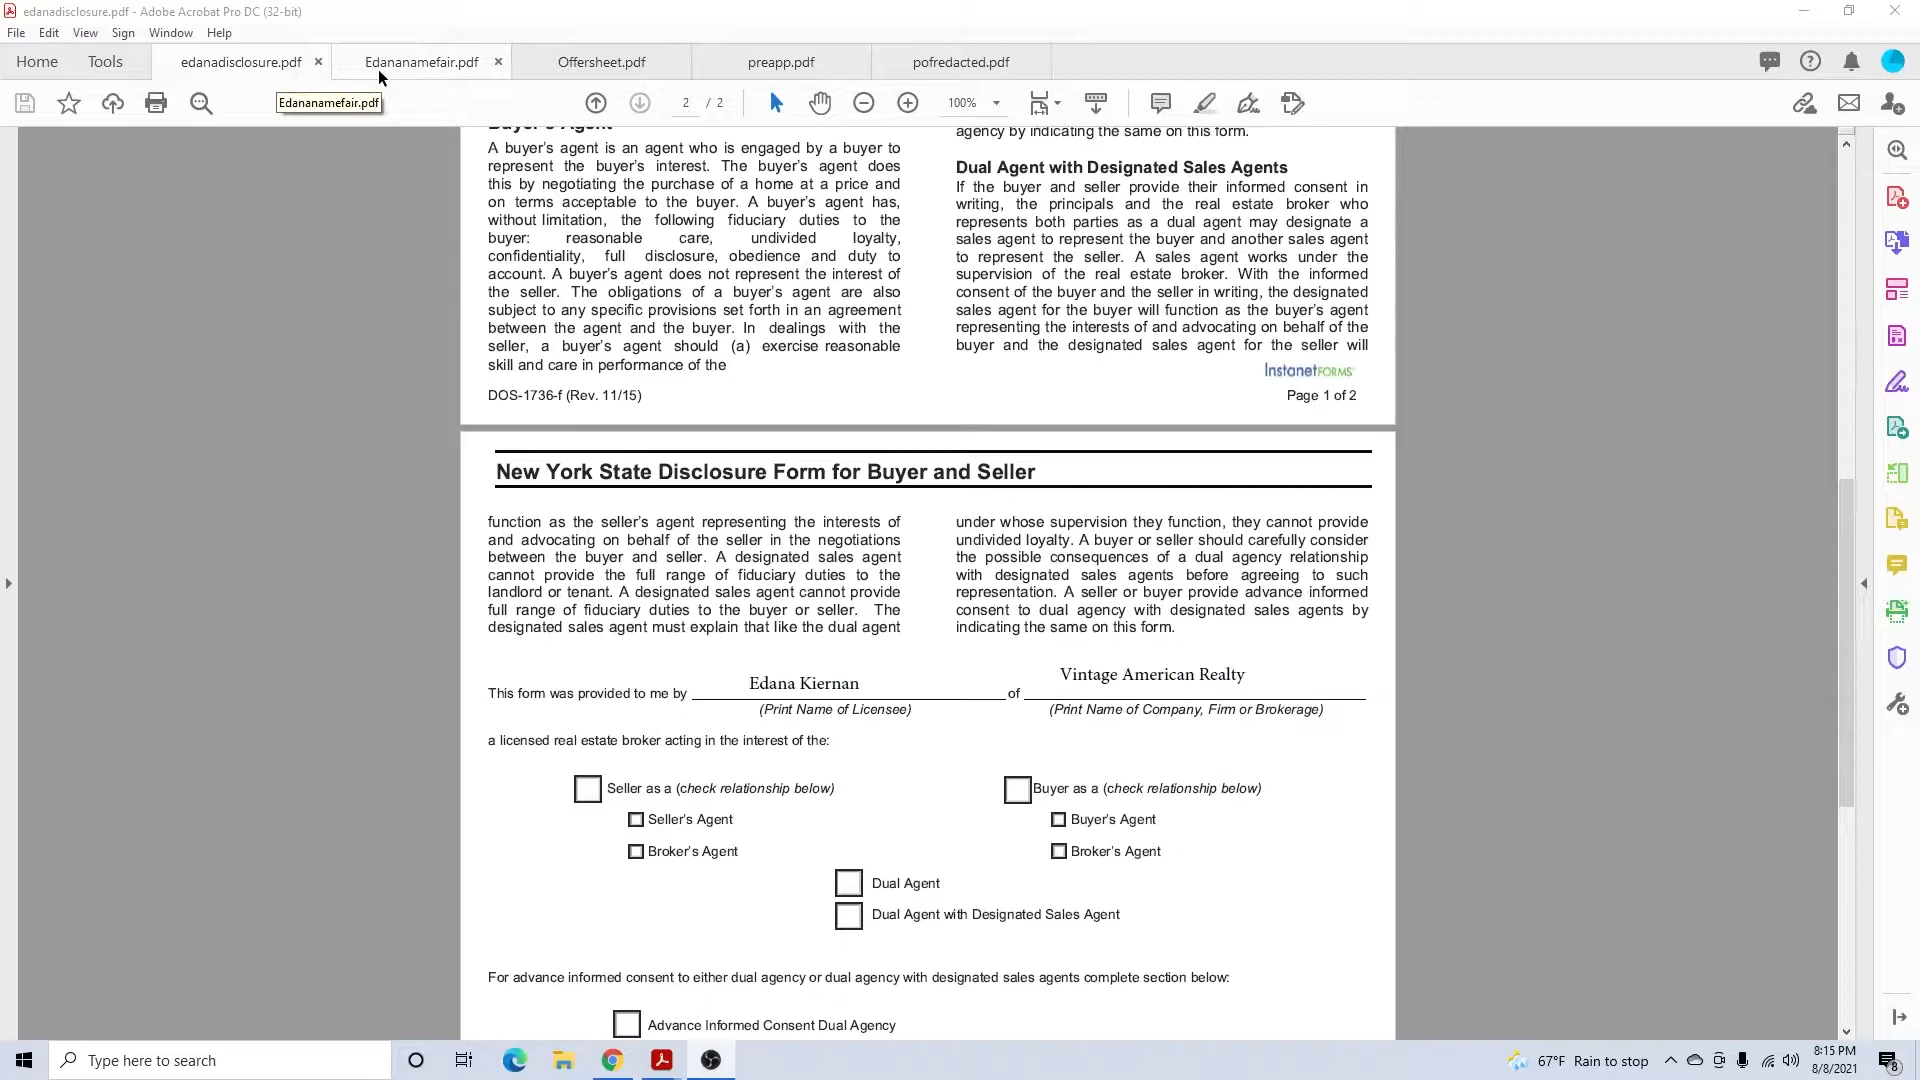 edanadisclosure.pdf - Adobe Acrobat Pro DC (32-bit)
File Edit View Sign Window Help
Home Tools edanadisclosure.pdf × Edananamefair.pdf × Offersheet.pdf preapp.pdf pofredacted.pdf
Edananamefair.pdf
2 / 2
100%
Buyer's Agent
A buyer's agent is an agent who is engaged by a buyer to
represent the buyer's interest. The buyer's agent does
this by negotiating the purchase of a home at a price and
on terms acceptable to the buyer. A buyer's agent has,
without limitation, the following fiduciary duties to the
buyer: reasonable care, undivided loyalty,
confidentiality, full disclosure, obedience and duty to
account. A buyer's agent does not represent the interest of
the seller. The obligations of a buyer's agent are also
subject to any specific provisions set forth in an agreement
between the agent and the buyer. In dealings with the
seller, a buyer's agent should (a) exercise reasonable
skill and care in performance of the
agency by indicating the same on this form.
Dual Agent with Designated Sales Agents
If the buyer and seller provide their informed consent in
writing, the principals and the real estate broker who
represents both parties as a dual agent may designate a
sales agent to represent the buyer and another sales agent
to represent the seller. A sales agent works under the
supervision of the real estate broker. With the informed
consent of the buyer and the seller in writing, the designated
sales agent for the buyer will function as the buyer's agent
representing the interests of and advocating on behalf of the
buyer and the designated sales agent for the seller will
InstanetFORMS
DOS-1736-f (Rev. 11/15)
Page 1 of 2
New York State Disclosure Form for Buyer and Seller
function as the seller's agent representing the interests of
and advocating on behalf of the seller in the negotiations
between the buyer and seller. A designated sales agent
cannot provide the full range of fiduciary duties to the
landlord or tenant. A designated sales agent cannot provide
full range of fiduciary duties to the buyer or seller. The
designated sales agent must explain that like the dual agent
under whose supervision they function, they cannot provide
undivided loyalty. A buyer or seller should carefully consider
the possible consequences of a dual agency relationship
with designated sales agents before agreeing to such
representation. A seller or buyer provide advance informed
consent to dual agency with designated sales agents by
indicating the same on this form.
This form was provided to me by Edana Kiernan of Vintage American Realty
(Print Name of Licensee) (Print Name of Company, Firm or Brokerage)
a licensed real estate broker acting in the interest of the:
Seller as a (check relationship below)
Buyer as a (check relationship below)
Seller's Agent
Buyer's Agent
Broker's Agent
Broker's Agent
Dual Agent
Dual Agent with Designated Sales Agent
For advance informed consent to either dual agency or dual agency with designated sales agents complete section below:
Advance Informed Consent Dual Agency
Type here to search
67°F Rain to stop
8:15 PM
8/8/2021
8